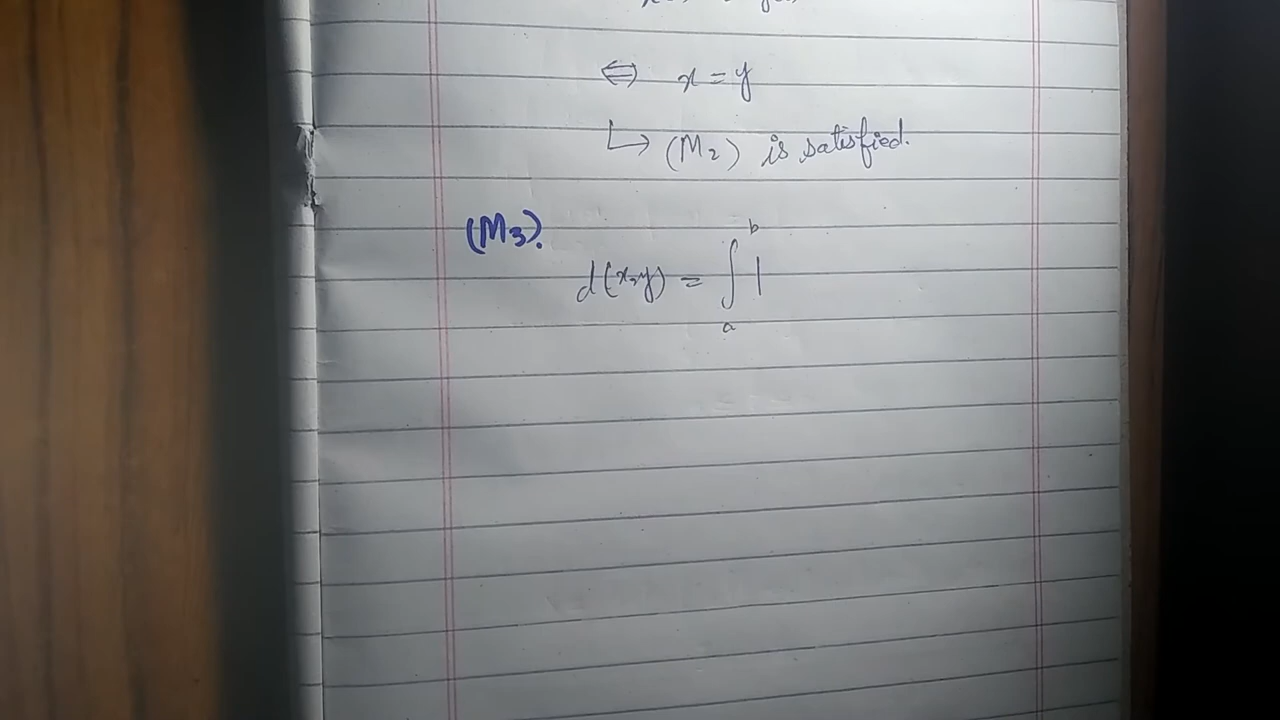 ⇔ x = y
↳ (M₂) is satisfied.
(M₃).
d(x,y) = ∫ₐᵇ |